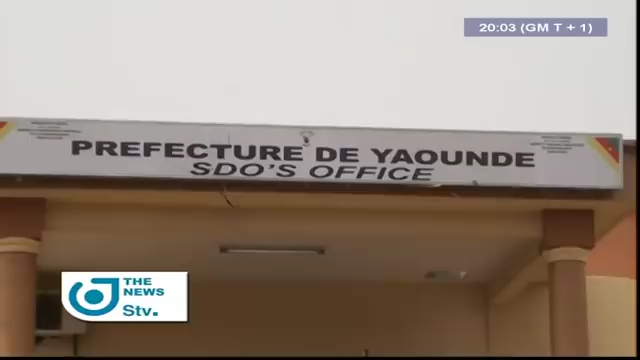 20:03 (GM T + 1)
PREFECTURE DE YAOUNDE
SDO'S OFFICE
THE
NEWS
Stv.